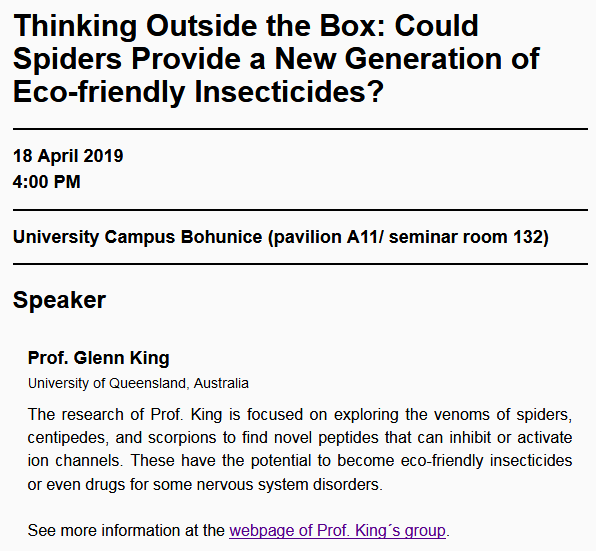 Thinking Outside the Box: Could
Spiders Provide a New Generation of
Eco-friendly Insecticides?
18 April 2019
4:00 PM
University Campus Bohunice (pavilion A11/ seminar room 132)
Speaker
Prof. Glenn King
University of Queensland, Australia
The research of Prof. King is focused on exploring the venoms of spiders,
centipedes, and scorpions to find novel peptides that can inhibit or activate
ion channels. These have the potential to become eco-friendly insecticides
or even drugs for some nervous system disorders.
See more information at the webpage of Prof. King´s group.